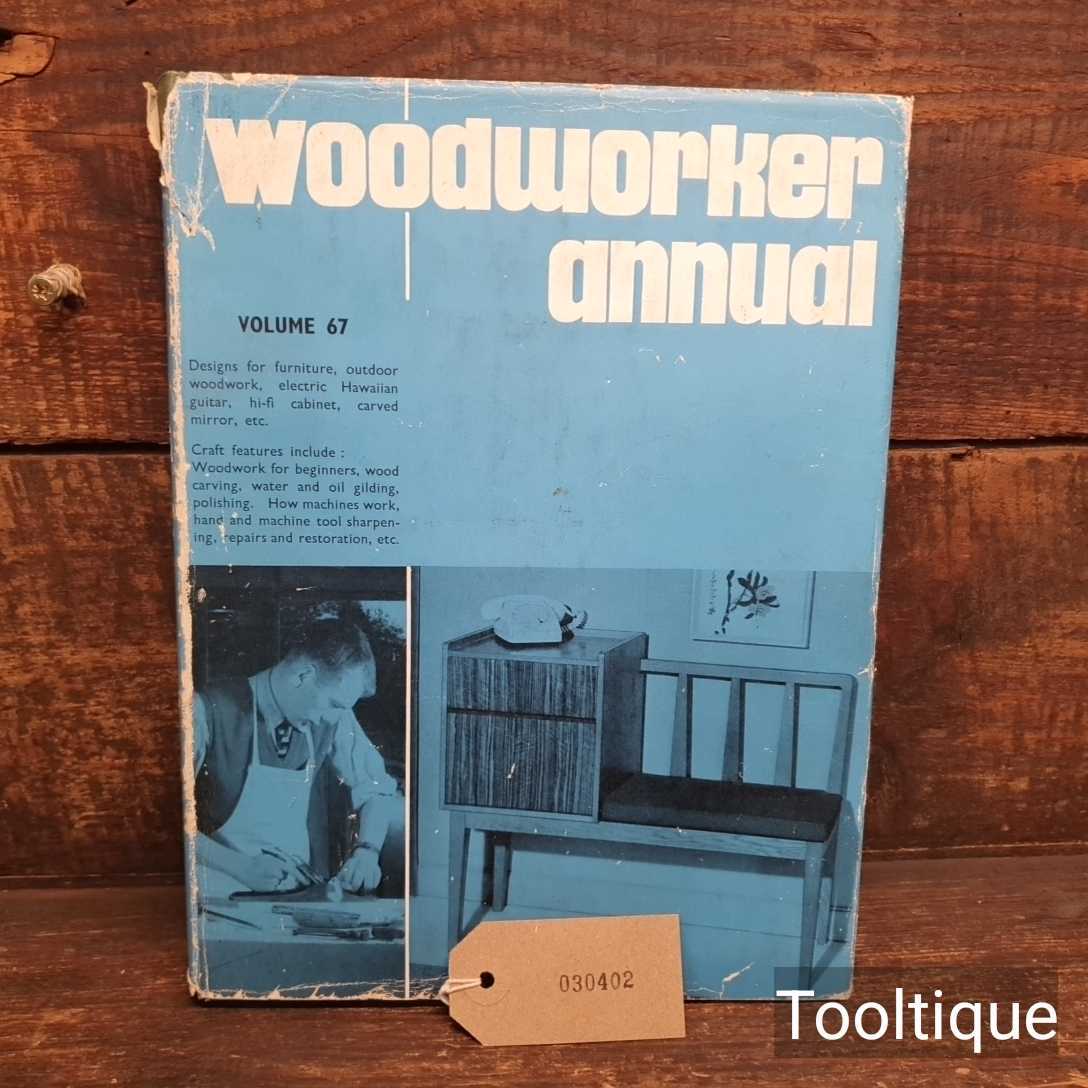 woodworker
annual
VOLUME 67
Designs for furniture, outdoor
woodwork, electric Hawaiian
guitar, hi-fi cabinet, carved
mirror, etc.
Craft features include :
Woodwork for beginners, wood
carving, water and oil gilding,
polishing. How machines work,
hand and machine tool sharpen-
ing, repairs and restoration, etc.
030402
Tooltique